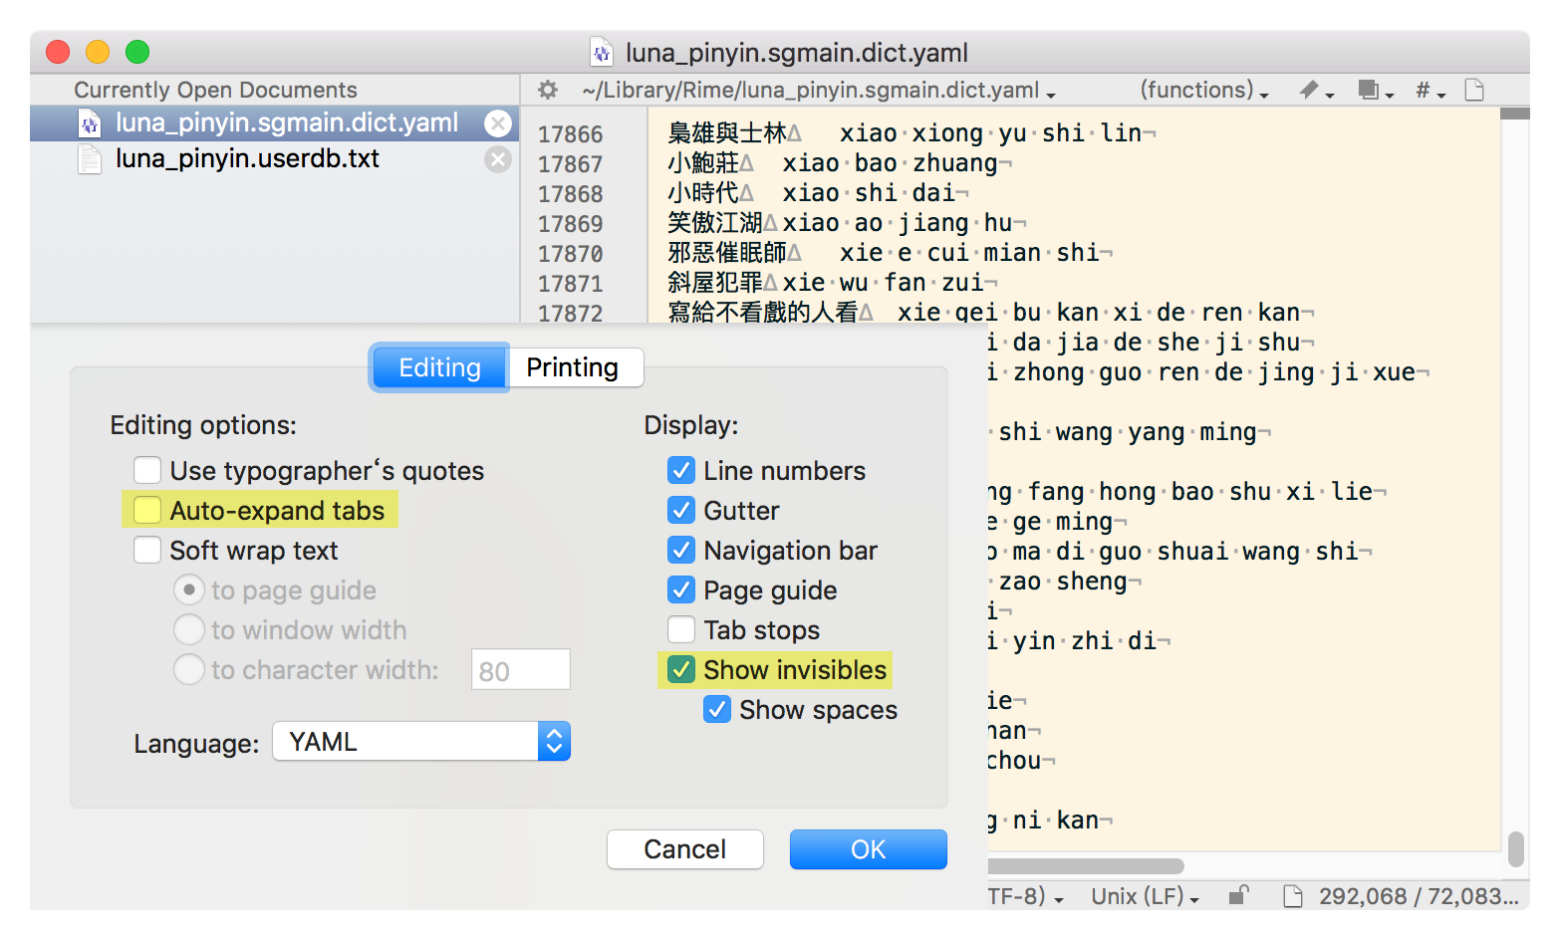 luna_pinyin.sgmain.dict.yaml
Currently Open Documents
~/Library/Rime/luna_pinyin.sgmain.dict.yaml
(functions)
#
luna_pinyin.sgmain.dict.yaml
luna_pinyin.userdb.txt
17866 梟雄與士林∆ xiao·xiong·yu·shi·lin¬
17867 小鮑莊∆ xiao·bao·zhuang¬
17868 小時代∆ xiao·shi·dai¬
17869 笑傲江湖∆ xiao·ao·jiang·hu¬
17870 邪惡催眠師∆ xie·e·cui·mian·shi¬
17871 斜屋犯罪∆ xie·wu·fan·zui¬
17872 寫給不看戲的人看∆ xie·gei·bu·kan·xi·de·ren·kan¬
i·da·jia·de·she·ji·shu¬
i·zhong·guo·ren·de·jing·ji·xue¬
·shi·wang·yang·ming¬
ng·fang·hong·bao·shu·xi·lie¬
e·ge·ming¬
o·ma·di·guo·shuai·wang·shi¬
·zao·sheng¬
i¬
i·yin·zhi·di¬
ie¬
nan¬
chou¬
g·ni·kan¬
Editing
Printing
Editing options:
Use typographer‘s quotes
Auto-expand tabs
Soft wrap text
to page guide
to window width
to character width: 80
Language: YAML
Display:
Line numbers
Gutter
Navigation bar
Page guide
Tab stops
Show invisibles
Show spaces
Cancel
OK
TF-8)
Unix (LF)
292,068 / 72,083...